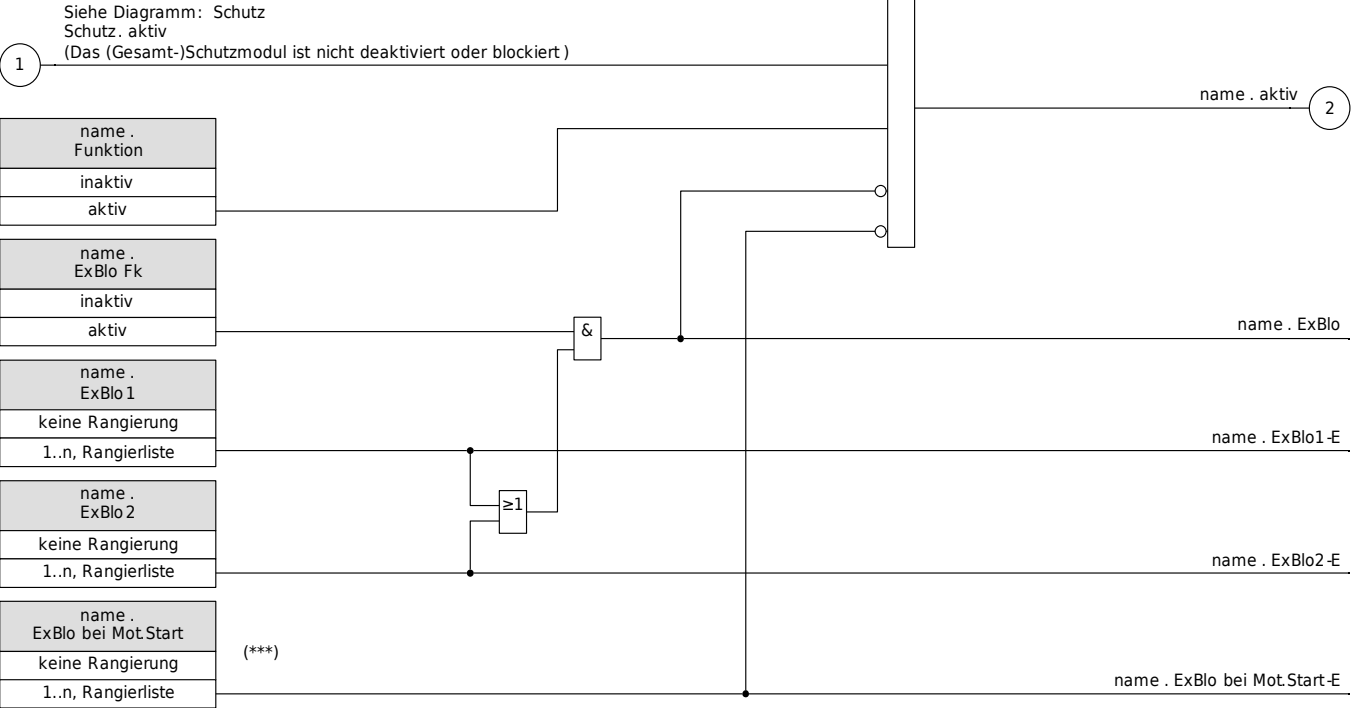 Siehe Diagramm: Schutz
Schutz. aktiv
(Das (Gesamt-)Schutzmodul ist nicht deaktiviert oder blockiert )
1
name . aktiv
2
name .
Funktion
inaktiv
aktiv
name .
ExBlo Fk
inaktiv
aktiv
&
name . ExBlo
name .
ExBlo 1
keine Rangierung
1..n, Rangierliste
name . ExBlo1-E
≥1
name .
ExBlo 2
keine Rangierung
1..n, Rangierliste
name . ExBlo2-E
name .
ExBlo bei Mot.Start
keine Rangierung
1..n, Rangierliste
(***)
name . ExBlo bei Mot.Start-E